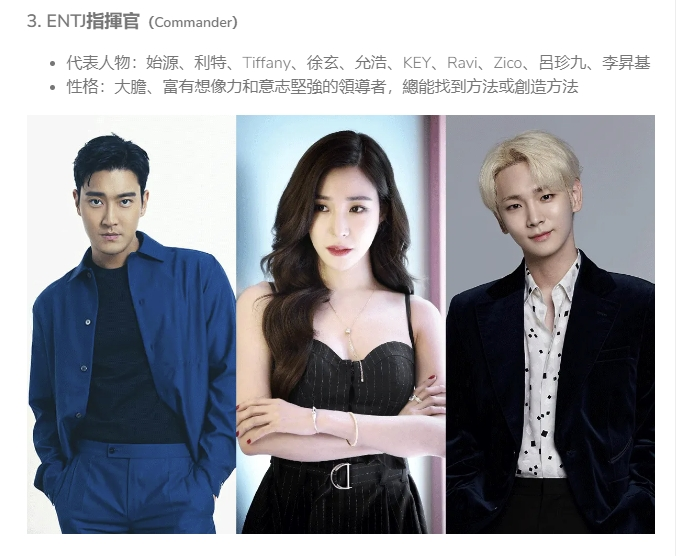 3. ENTJ指揮官（Commander）
代表人物：始源、利特、Tiffany、徐玄、允浩、KEY、Ravi、Zico、呂珍九、李昇基
性格：大膽、富有想像力和意志堅強的領導者，總能找到方法或創造方法